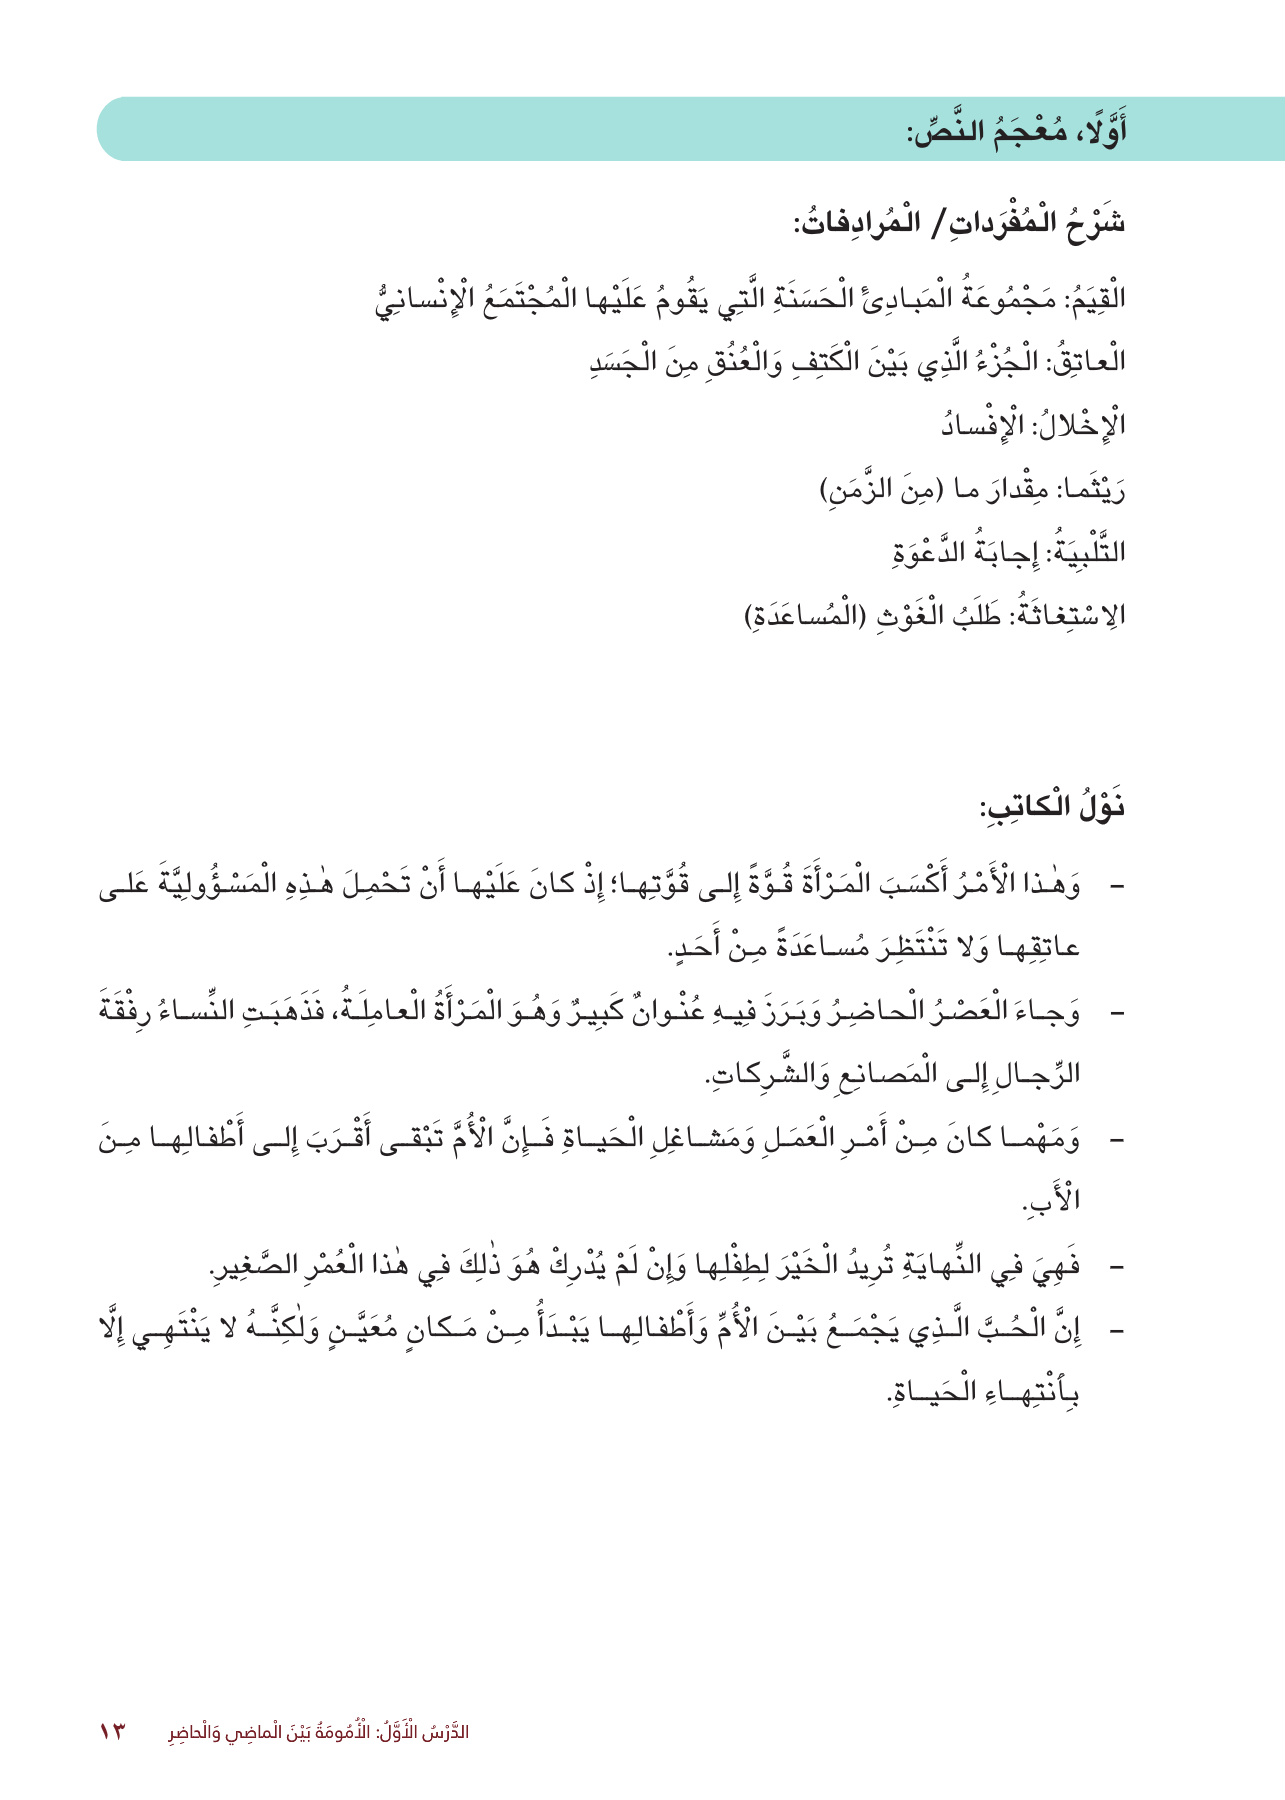 أَوَّلًا، مُعْجَمُ النَّصِّ:
شَرْحُ الْمُفْرَداتِ/ الْمُرادِفاتُ:
الْقِيَمُ: مَجْمُوعَةُ الْمَبادِئِ الْحَسَنَةِ الَّتِي يَقُومُ عَلَيْها الْمُجْتَمَعُ الْإِنْسانِيُّ
الْعاتِقُ: الْجُزْءُ الَّذِي بَيْنَ الْكَتِفِ وَالْعُنُقِ مِنَ الْجَسَدِ
الْإِخْلالُ: الْإِفْسادُ
رَيْثَما: مِقْدارَ ما (مِنَ الزَّمَنِ)
التَّلْبِيَةُ: إِجابَةُ الدَّعْوَةِ
الِاسْتِغاثَةُ: طَلَبُ الْغَوْثِ (الْمُساعَدَةِ)
نَوْلُ الْكاتِبِ:
– وَهٰذا الْأَمْرُ أَكْسَبَ الْمَرْأَةَ قُوَّةً إِلى قُوَّتِها؛ إِذْ كانَ عَلَيْها أَنْ تَحْمِلَ هٰذِهِ الْمَسْؤُولِيَّةَ عَلى
عاتِقِها وَلا تَنْتَظِرَ مُساعَدَةً مِنْ أَحَدٍ.
– وَجاءَ الْعَصْرُ الْحاضِرُ وَبَرَزَ فِيهِ عُنْوانٌ كَبِيرٌ وَهُوَ الْمَرْأَةُ الْعامِلَةُ، فَذَهَبَتِ النِّساءُ رِفْقَةَ
الرِّجالِ إِلى الْمَصانِعِ وَالشَّرِكاتِ.
– وَمَهْما كانَ مِنْ أَمْرِ الْعَمَلِ وَمَشاغِلِ الْحَياةِ فَإِنَّ الْأُمَّ تَبْقى أَقْرَبَ إِلى أَطْفالِها مِنَ
الْأَبِ.
– فَهِيَ فِي النِّهايَةِ تُرِيدُ الْخَيْرَ لِطِفْلِها وَإِنْ لَمْ يُدْرِكْ هُوَ ذٰلِكَ فِي هٰذا الْعُمْرِ الصَّغِيرِ.
– إِنَّ الْحُبَّ الَّذِي يَجْمَعُ بَيْنَ الْأُمِّ وَأَطْفالِها يَبْدَأُ مِنْ مَكانٍ مُعَيَّنٍ وَلٰكِنَّهُ لا يَنْتَهِي إِلَّا
بِٱنْتِهاءِ الْحَياةِ.
الدَّرْسُ الْأَوَّلُ: الْأُمُومَةُ بَيْنَ الْماضِي وَالْحاضِرِ ١٣